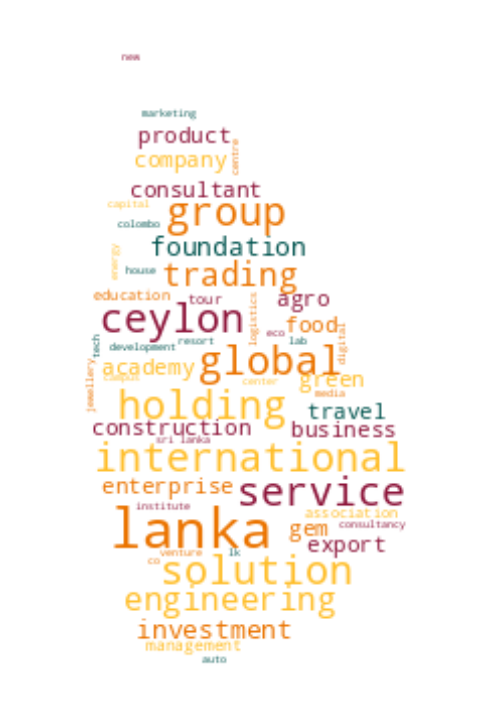 new
marketing
product
centre
company
consultant
capital
group
colombo
foundation
energy
house
trading
education
tour
agro
logistics
ceylon
food
eco
digital
tech
development
resort
lab
global
jewellery
academy
campus
center
green
media
holding
travel
construction
business
sri lanka
international
enterprise
service
institute
association
lanka
gem
consultancy
export
venture
lk
co
solution
engineering
investment
management
auto